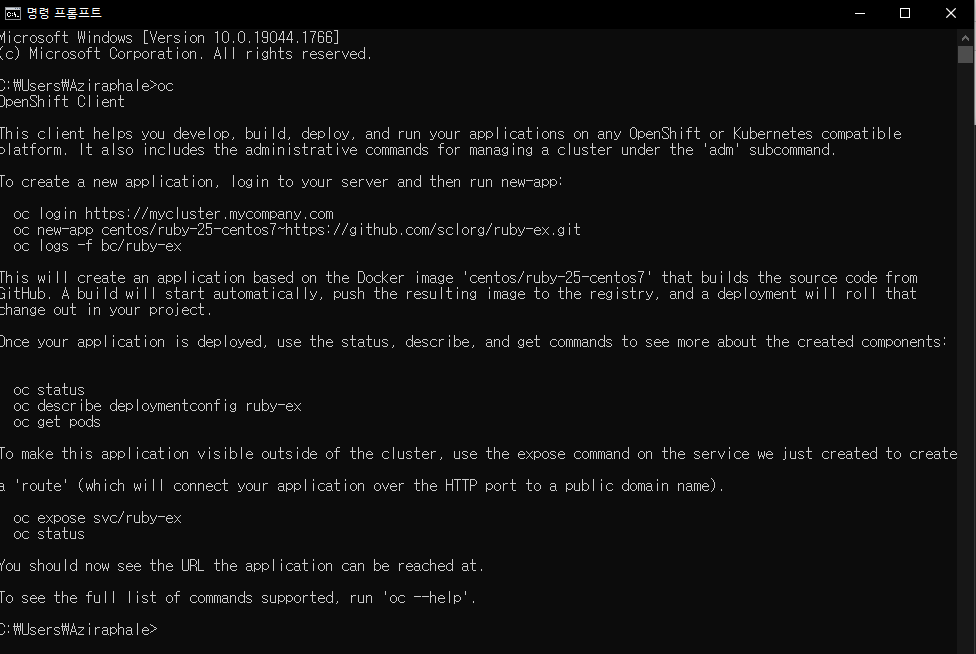 명령 프롬프트
Microsoft Windows [Version 10.0.19044.1766]
(c) Microsoft Corporation. All rights reserved.
C:₩Users₩Aziraphale>oc
OpenShift Client
This client helps you develop, build, deploy, and run your applications on any OpenShift or Kubernetes compatible
platform. It also includes the administrative commands for managing a cluster under the 'adm' subcommand.
To create a new application, login to your server and then run new-app:
oc login https://mycluster.mycompany.com
oc new-app centos/ruby-25-centos7~https://github.com/sclorg/ruby-ex.git
oc logs -f bc/ruby-ex
This will create an application based on the Docker image 'centos/ruby-25-centos7' that builds the source code from
GitHub. A build will start automatically, push the resulting image to the registry, and a deployment will roll that
change out in your project.
Once your application is deployed, use the status, describe, and get commands to see more about the created components:
oc status
oc describe deploymentconfig ruby-ex
oc get pods
To make this application visible outside of the cluster, use the expose command on the service we just created to create
a 'route' (which will connect your application over the HTTP port to a public domain name).
oc expose svc/ruby-ex
oc status
You should now see the URL the application can be reached at.
To see the full list of commands supported, run 'oc --help'.
C:₩Users₩Aziraphale>